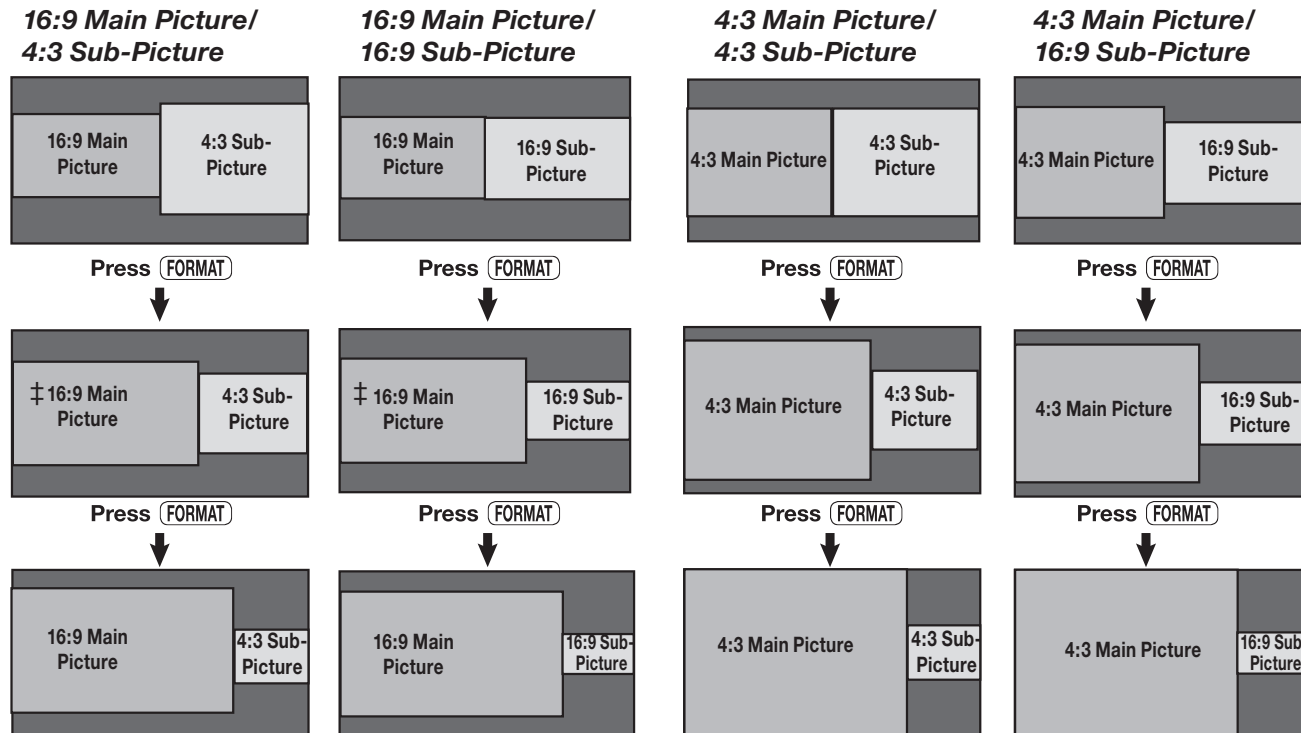 16:9 Main Picture/
4:3 Sub-Picture
16:9 Main
Picture
4:3 Sub-
Picture
Press FORMAT
‡ 16:9 Main
Picture
4:3 Sub-
Picture
Press FORMAT
16:9 Main
Picture
4:3 Sub-
Picture
16:9 Main Picture/
16:9 Sub-Picture
16:9 Main
Picture
16:9 Sub-
Picture
Press FORMAT
‡ 16:9 Main
Picture
16:9 Sub-
Picture
Press FORMAT
16:9 Main
Picture
16:9 Sub-
Picture
4:3 Main Picture/
4:3 Sub-Picture
4:3 Main Picture
4:3 Sub-
Picture
Press FORMAT
4:3 Main Picture
4:3 Sub-
Picture
Press FORMAT
4:3 Main Picture
4:3 Sub-
Picture
4:3 Main Picture/
16:9 Sub-Picture
4:3 Main Picture
16:9 Sub-
Picture
Press FORMAT
4:3 Main Picture
16:9 Sub-
Picture
Press FORMAT
4:3 Main Picture
16:9 Sub
Picture